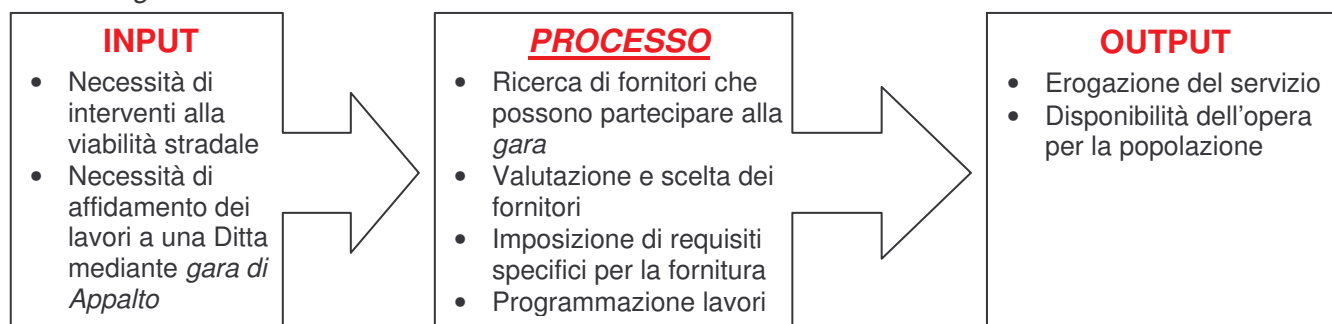 INPUT
• Necessità di
interventi alla
viabilità stradale
• Necessità di
affidamento dei
lavori a una Ditta
mediante gara di
Appalto
PROCESSO
• Ricerca di fornitori che
possono partecipare alla
gara
• Valutazione e scelta dei
fornitori
• Imposizione di requisiti
specifici per la fornitura
• Programmazione lavori
OUTPUT
• Erogazione del servizio
• Disponibilità dell'opera
per la popolazione